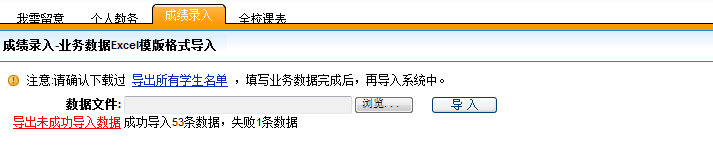 我需留意 个人教务 成绩录入 全校课表
成绩录入-业务数据Excel模版格式导入
注意:请确认下载过 导出所有学生名单 ，填写业务数据完成后，再导入系统中。
数据文件: 浏览... 导 入
导出未成功导入数据 成功导入53条数据，失败1条数据